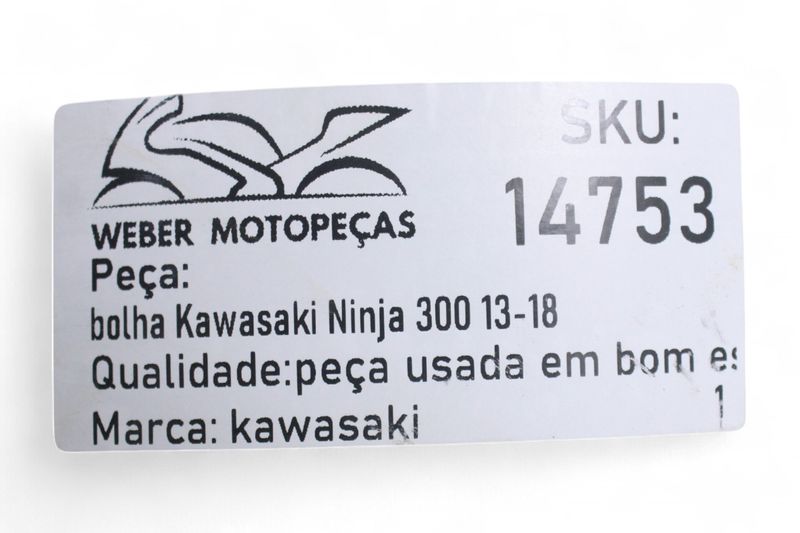 SKU:
14753
WEBER MOTOPEÇAS
Peça:
bolha Kawasaki Ninja 300 13-18
Qualidade:peça usada em bom es
1
Marca: kawasaki